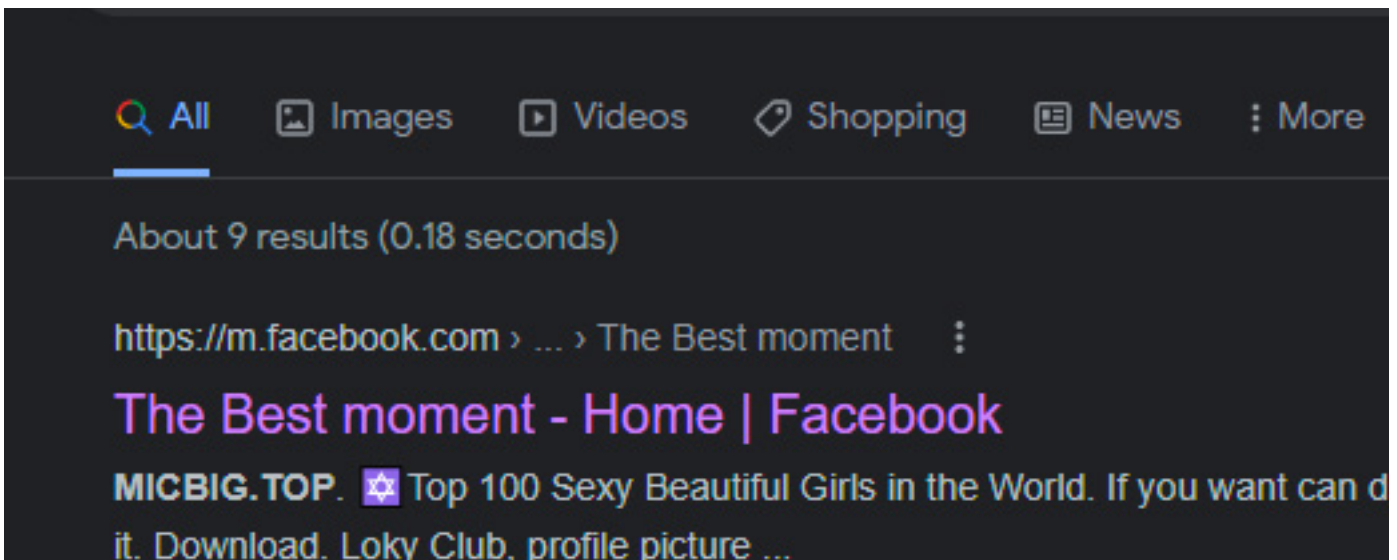 All Images Videos Shopping News More
About 9 results (0.18 seconds)
https://m.facebook.com › ... › The Best moment
The Best moment - Home | Facebook
MICBIG.TOP. 🔯 Top 100 Sexy Beautiful Girls in the World. If you want can d
it. Download. Loky Club, profile picture ...